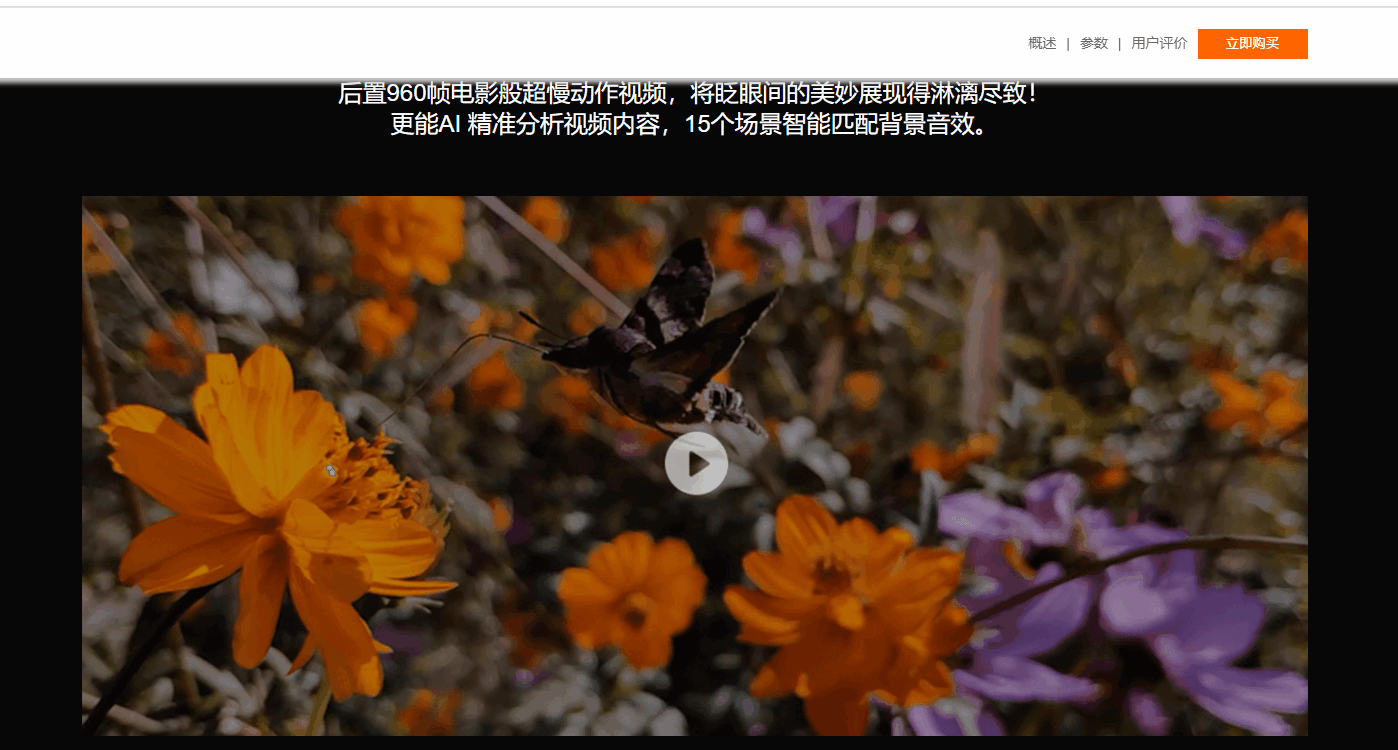 概述 | 参数 | 用户评价 立即购买
后置960帧电影般超慢动作视频，将眨眼间的美妙展现得淋漓尽致！
更能AI 精准分析视频内容，15个场景智能匹配背景音效。